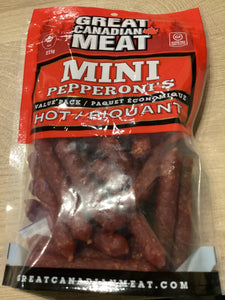 GREAT
CANADIAN
MEAT
MINI
PEPPERONI'S
VALUE PACK / PAQUET ÉCONOMIQUE
HOT / PIQUANT
GREATCANADIANMEAT.COM